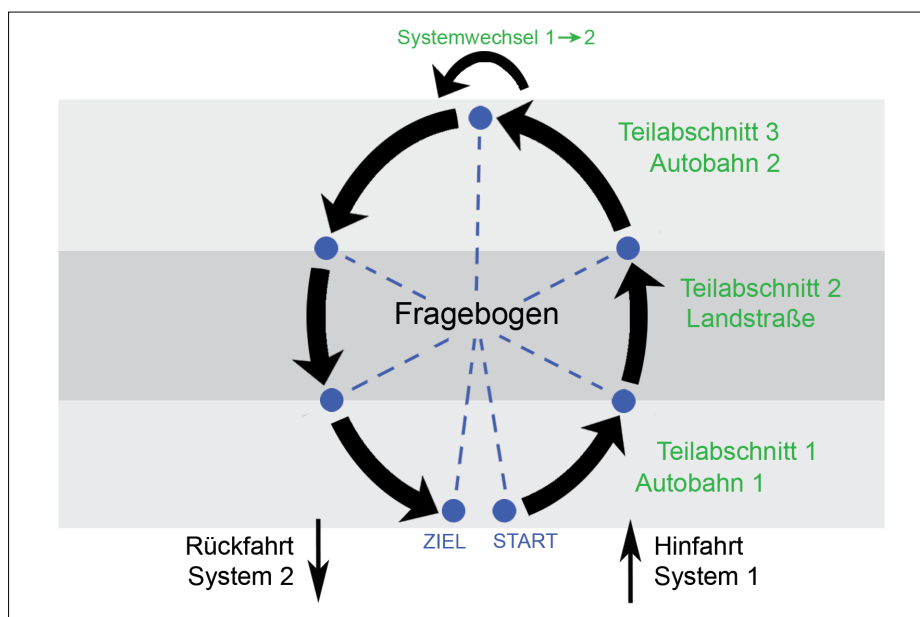 Systemwechsel 1→2
Teilabschnitt 3
Autobahn 2
Teilabschnitt 2
Landstraße
Fragebogen
Teilabschnitt 1
Autobahn 1
ZIEL
START
Rückfahrt
System 2
Hinfahrt
System 1